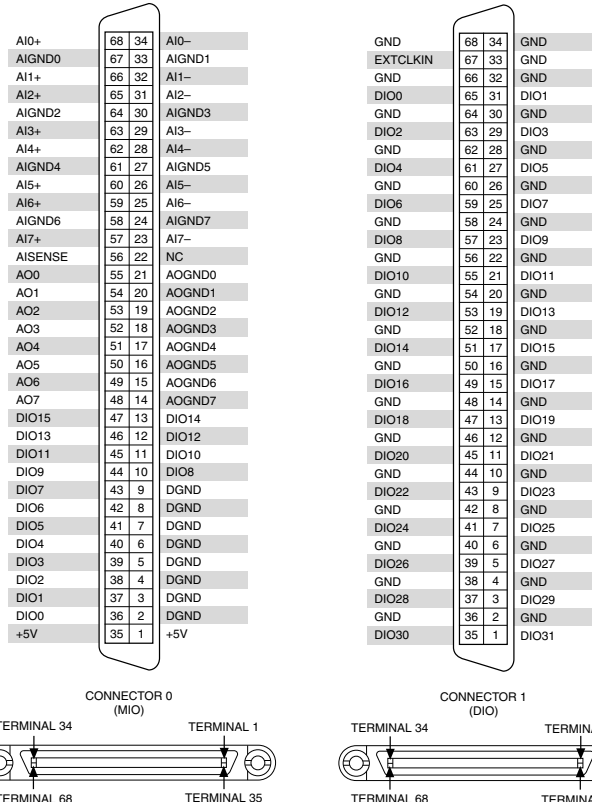 AI0+ 68 34 AI0–
AIGND0 67 33 AIGND1
AI1+ 66 32 AI1–
AI2+ 65 31 AI2–
AIGND2 64 30 AIGND3
AI3+ 63 29 AI3–
AI4+ 62 28 AI4–
AIGND4 61 27 AIGND5
AI5+ 60 26 AI5–
AI6+ 59 25 AI6–
AIGND6 58 24 AIGND7
AI7+ 57 23 AI7–
AISENSE 56 22 NC
AO0 55 21 AOGND0
AO1 54 20 AOGND1
AO2 53 19 AOGND2
AO3 52 18 AOGND3
AO4 51 17 AOGND4
AO5 50 16 AOGND5
AO6 49 15 AOGND6
AO7 48 14 AOGND7
DIO15 47 13 DIO14
DIO13 46 12 DIO12
DIO11 45 11 DIO10
DIO9 44 10 DIO8
DIO7 43 9 DGND
DIO6 42 8 DGND
DIO5 41 7 DGND
DIO4 40 6 DGND
DIO3 39 5 DGND
DIO2 38 4 DGND
DIO1 37 3 DGND
DIO0 36 2 DGND
+5V 35 1 +5V
CONNECTOR 0
(MIO)
TERMINAL 34 TERMINAL 1
TERMINAL 68 TERMINAL 35
GND 68 34 GND
EXTCLKIN 67 33 GND
GND 66 32 GND
DIO0 65 31 DIO1
GND 64 30 GND
DIO2 63 29 DIO3
GND 62 28 GND
DIO4 61 27 DIO5
GND 60 26 GND
DIO6 59 25 DIO7
GND 58 24 GND
DIO8 57 23 DIO9
GND 56 22 GND
DIO10 55 21 DIO11
GND 54 20 GND
DIO12 53 19 DIO13
GND 52 18 GND
DIO14 51 17 DIO15
GND 50 16 GND
DIO16 49 15 DIO17
GND 48 14 GND
DIO18 47 13 DIO19
GND 46 12 GND
DIO20 45 11 DIO21
GND 44 10 GND
DIO22 43 9 DIO23
GND 42 8 GND
DIO24 41 7 DIO25
GND 40 6 GND
DIO26 39 5 DIO27
GND 38 4 GND
DIO28 37 3 DIO29
GND 36 2 GND
DIO30 35 1 DIO31
CONNECTOR 1
(DIO)
TERMINAL 34
TERMINAL 68